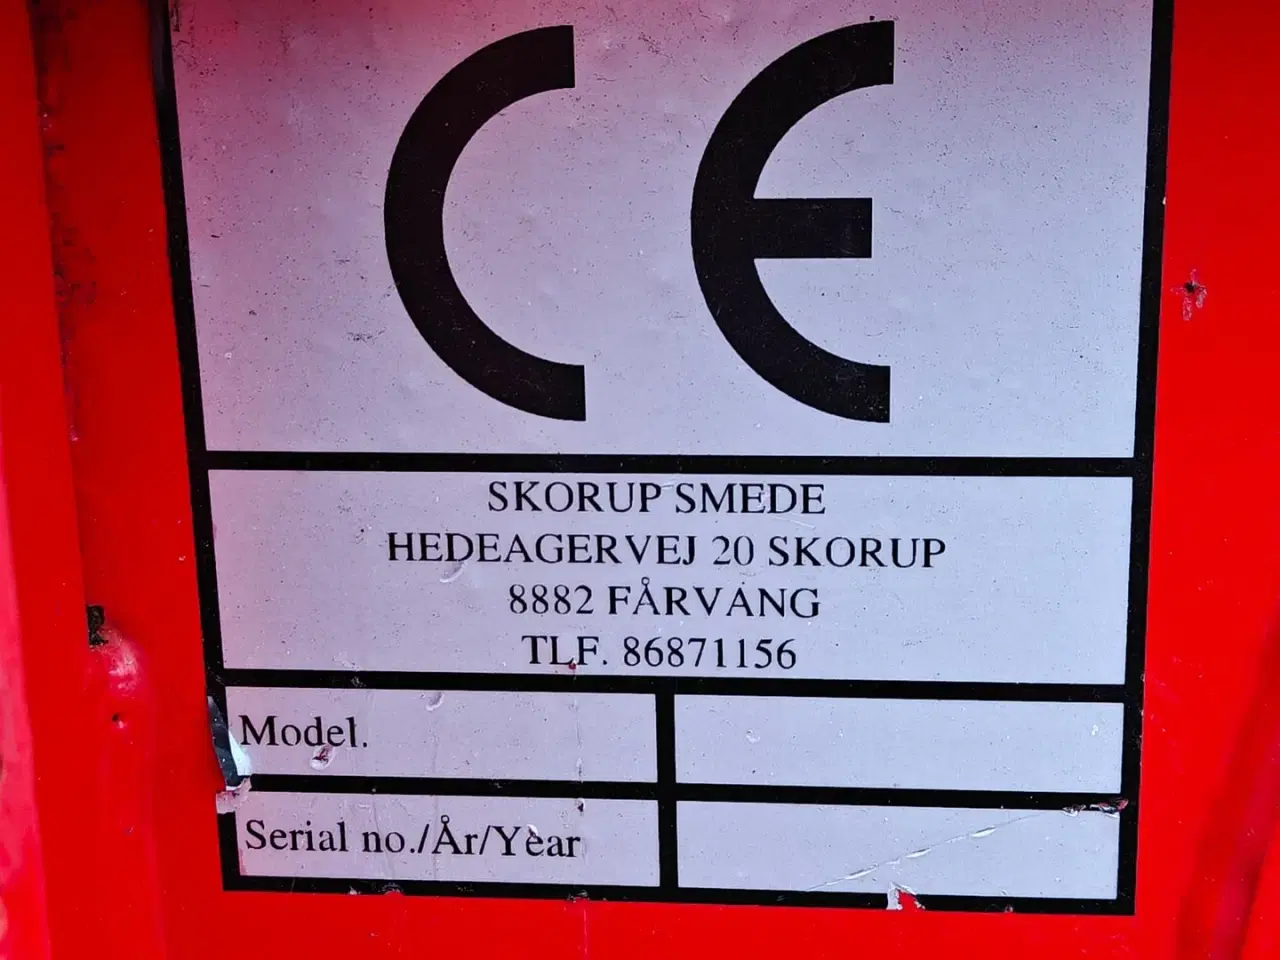 CE
SKORUP SMEDE
HEDEAGERVEJ 20 SKORUP
8882 FÅRVANG
TLF. 86871156
Model.
Serial no./År/Year